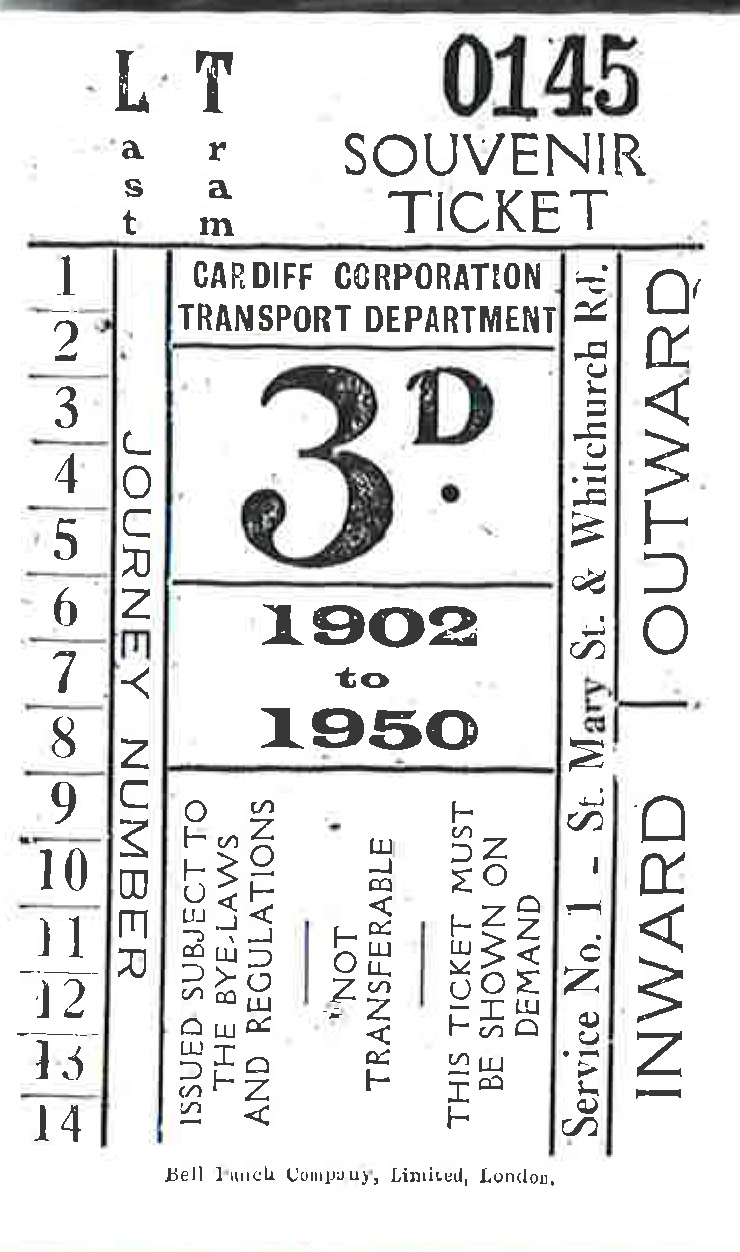 Last Tram
0145
SOUVENIR
TICKET
1
2
3
4
5
6
7
8
9
10
11
12
13
14
JOURNEY NUMBER
CARDIFF CORPORATION
TRANSPORT DEPARTMENT
3D.
1902
to
1950
ISSUED SUBJECT TO
THE BYE-LAWS
AND REGULATIONS
NOT
TRANSFERABLE
THIS TICKET MUST
BE SHOWN ON
DEMAND
Service No. 1 - St. Mary St. & Whitchurch Rd.
OUTWARD
INWARD
Bell Punch Company, Limited, London.